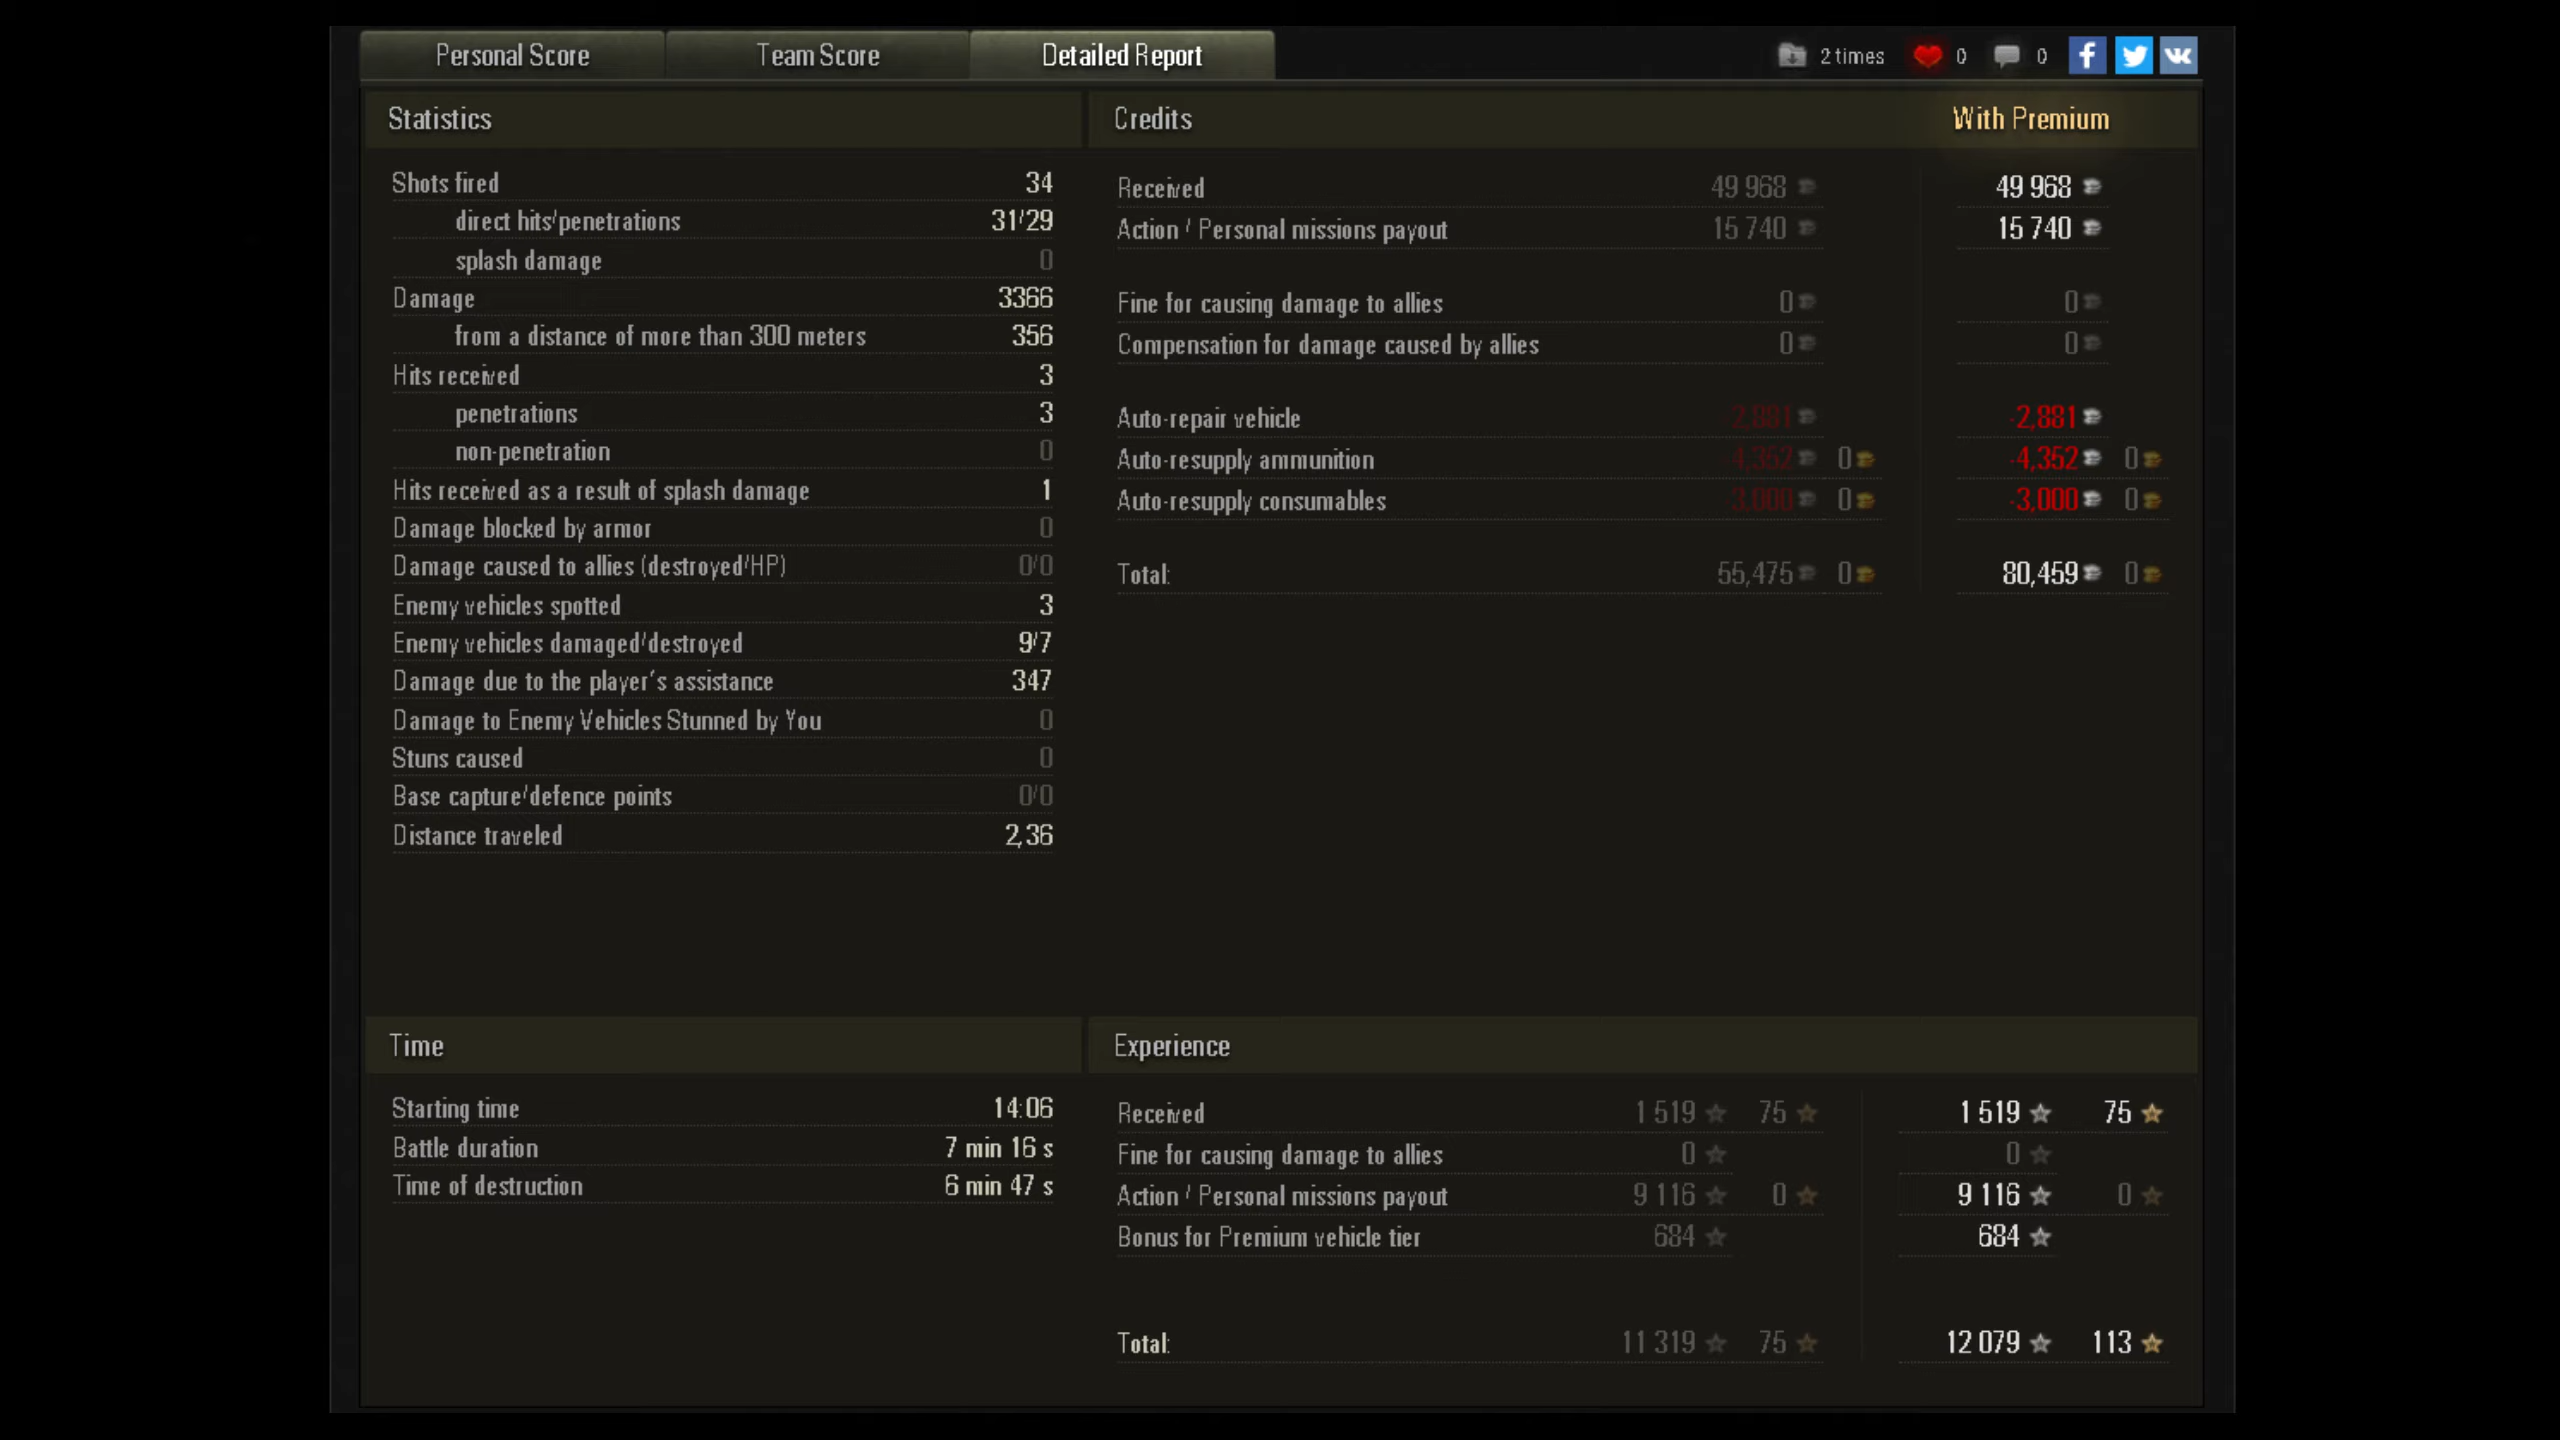 Personal Score Team Score Detailed Report 2 times 0 0
Statistics
Shots fired 34
direct hits/penetrations 31/29
splash damage 0
Damage 3366
from a distance of more than 300 meters 356
Hits received 3
penetrations 3
non-penetration 0
Hits received as a result of splash damage 1
Damage blocked by armor 0
Damage caused to allies (destroyed/HP) 0/0
Enemy vehicles spotted 3
Enemy vehicles damaged/destroyed 9/7
Damage due to the player's assistance 347
Damage to Enemy Vehicles Stunned by You 0
Stuns caused 0
Base capture/defence points 0/0
Distance traveled 2,36
Credits With Premium
Received 49 968 49 968
Action / Personal missions payout 15 740 15 740
Fine for causing damage to allies 0 0
Compensation for damage caused by allies 0 0
Auto-repair vehicle -2,881 -2,881
Auto-resupply ammunition -4,352 0 -4,352 0
Auto-resupply consumables -3,000 0 -3,000 0
Total: 55,475 0 80,459 0
Time
Starting time 14:06
Battle duration 7 min 16 s
Time of destruction 6 min 47 s
Experience
Received 1 519 75 1 519 75
Fine for causing damage to allies 0 0
Action / Personal missions payout 9 116 0 9 116 0
Bonus for Premium vehicle tier 684 684
Total: 11 319 75 12 079 113